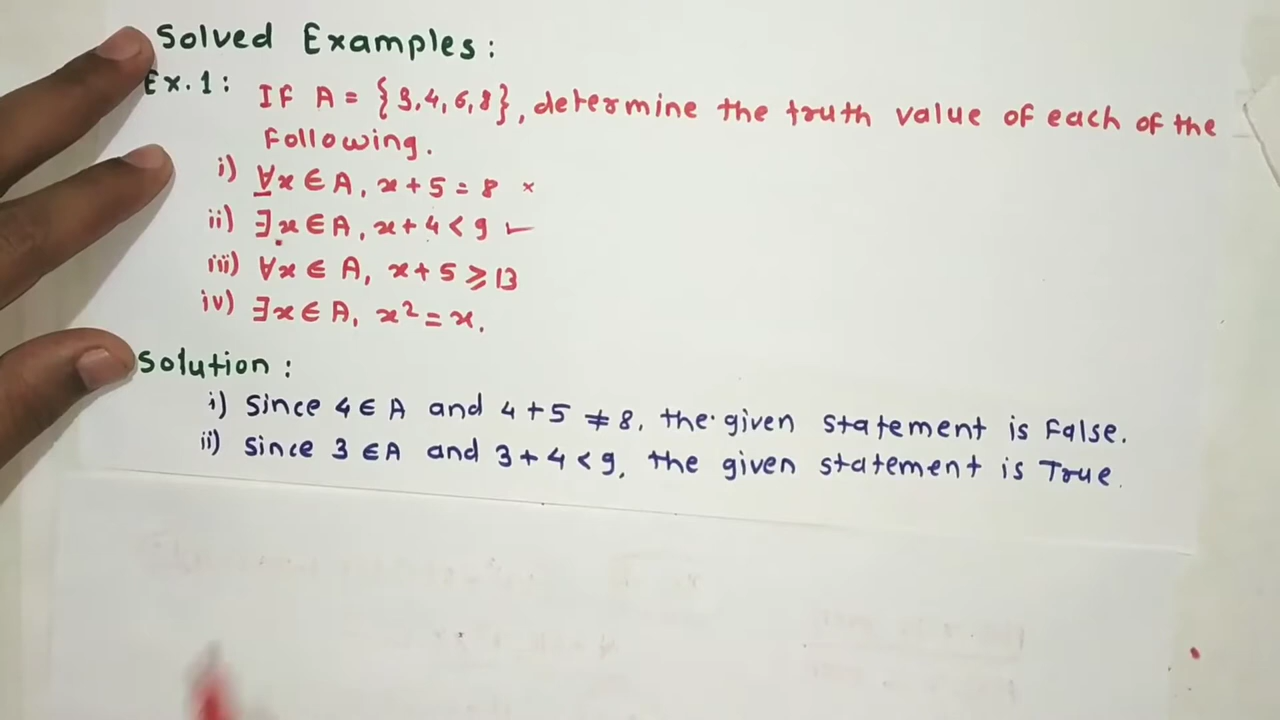 Solved Examples:
Ex.1: If A = {3,4,6,8}, determine the truth value of each of the
following.
i) ∀x ∈ A, x + 5 = 8 ×
ii) ∃x ∈ A, x + 4 < 9 ✓
iii) ∀x ∈ A, x + 5 ⩾ 13
iv) ∃x ∈ A, x² = x.
Solution:
i) Since 4 ∈ A and 4 + 5 ≠ 8, the given statement is False.
ii) Since 3 ∈ A and 3 + 4 < 9, the given statement is True.